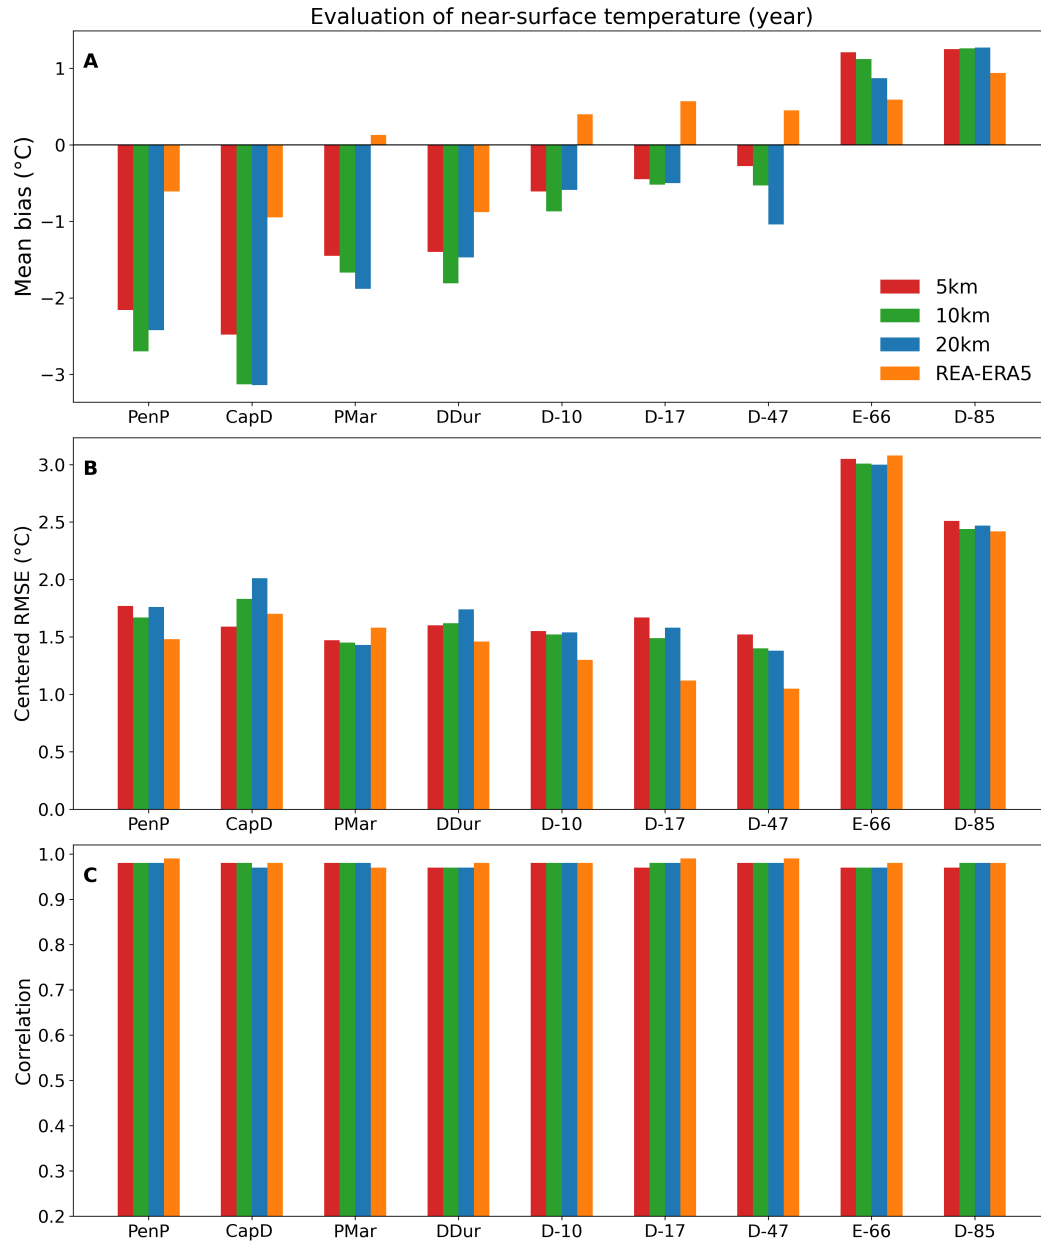 Evaluation of near-surface temperature (year)
A
Mean bias (°C)
1
0
−1
−2
−3
5km
10km
20km
REA-ERA5
PenP CapD PMar DDur D-10 D-17 D-47 E-66 D-85
B
Centered RMSE (°C)
3.0
2.5
2.0
1.5
1.0
0.5
0.0
PenP CapD PMar DDur D-10 D-17 D-47 E-66 D-85
C
Correlation
1.0
0.9
0.8
0.7
0.6
0.5
0.4
0.3
0.2
PenP CapD PMar DDur D-10 D-17 D-47 E-66 D-85